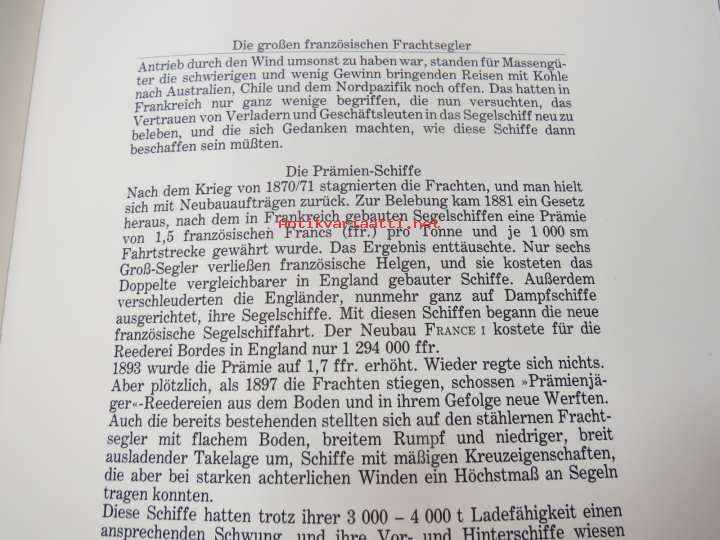 Die großen französischen Frachtsegler
Antrieb durch den Wind umsonst zu haben war, standen für Massengü-
ter die schwierigen und wenig Gewinn bringenden Reisen mit Kohle
nach Australien, Chile und dem Nordpazifik noch offen. Das hatten in
Frankreich nur ganz wenige begriffen, die nun versuchten, das
Vertrauen von Verladern und Geschäftsleuten in das Segelschiff neu zu
beleben, und die sich Gedanken machten, wie diese Schiffe dann
beschaffen sein müßten.
Die Prämien-Schiffe
Nach dem Krieg von 1870/71 stagnierten die Frachten, und man hielt
sich mit Neubauaufträgen zurück. Zur Belebung kam 1881 ein Gesetz
heraus, nach dem in Frankreich gebauten Segelschiffen eine Prämie
Antikvariaatti.net
von 1,5 französischen Francs (ffr.) pro Tonne und je 1 000 sm
Fahrtstrecke gewährt wurde. Das Ergebnis enttäuschte. Nur sechs
Groß-Segler verließen französische Helgen, und sie kosteten das
Doppelte vergleichbarer in England gebauter Schiffe. Außerdem
verschleuderten die Engländer, nunmehr ganz auf Dampfschiffe
ausgerichtet, ihre Segelschiffe. Mit diesen Schiffen begann die neue
französische Segelschiffahrt. Der Neubau FRANCE I kostete für die
Reederei Bordes in England nur 1 294 000 ffr.
1893 wurde die Prämie auf 1,7 ffr. erhöht. Wieder regte sich nichts.
Aber plötzlich, als 1897 die Frachten stiegen, schossen »Prämienjä-
ger«-Reedereien aus dem Boden und in ihrem Gefolge neue Werften.
Auch die bereits bestehenden stellten sich auf den stählernen Fracht-
segler mit flachem Boden, breitem Rumpf und niedriger, breit
ausladender Takelage um, Schiffe mit mäßigen Kreuzeigenschaften,
die aber bei starken achterlichen Winden ein Höchstmaß an Segeln
tragen konnten.
Diese Schiffe hatten trotz ihrer 3 000 – 4 000 t Ladefähigkeit einen
ansprechenden Schwung, und ihre Vor- und Hinterschiffe wiesen